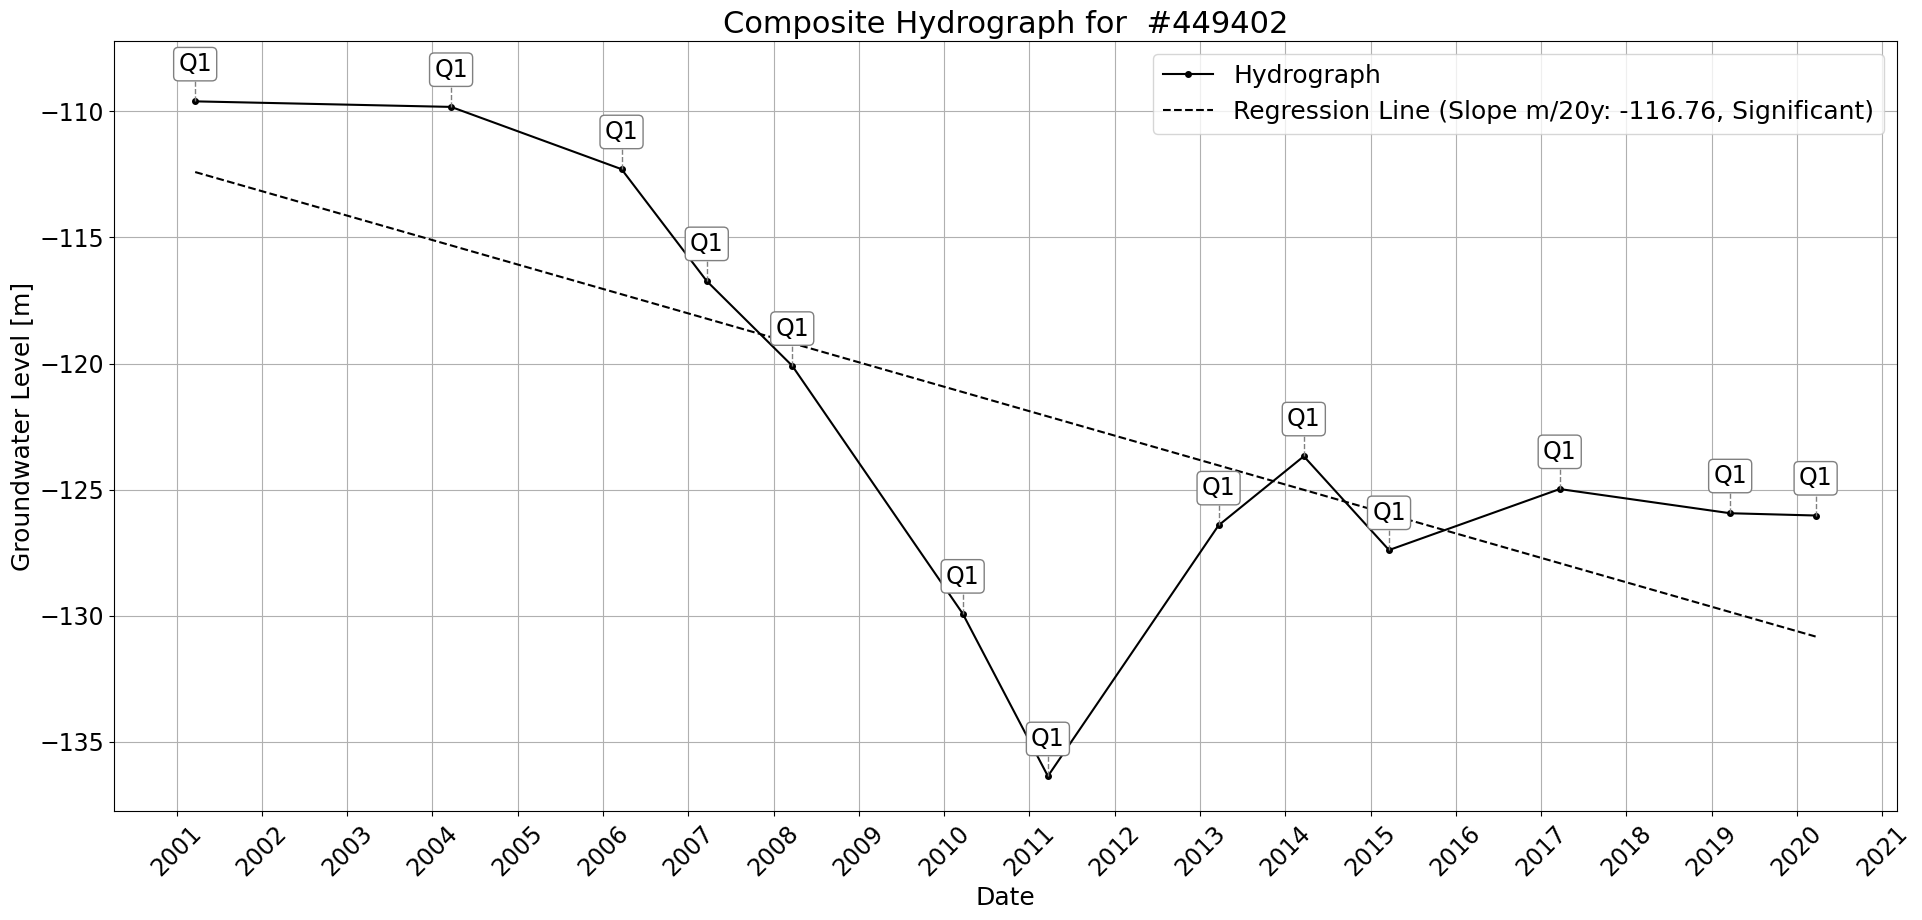 Composite Hydrograph for  #449402
Q1
Q1
Q1
Q1
Q1
Q1
Q1
Q1
Q1
Q1
Q1
Q1
Q1
Hydrograph
Regression Line (Slope m/20y: -116.76, Significant)
Groundwater Level [m]
−110
−115
−120
−125
−130
−135
2001
2002
2003
2004
2005
2006
2007
2008
2009
2010
2011
2012
2013
2014
2015
2016
2017
2018
2019
2020
2021
Date